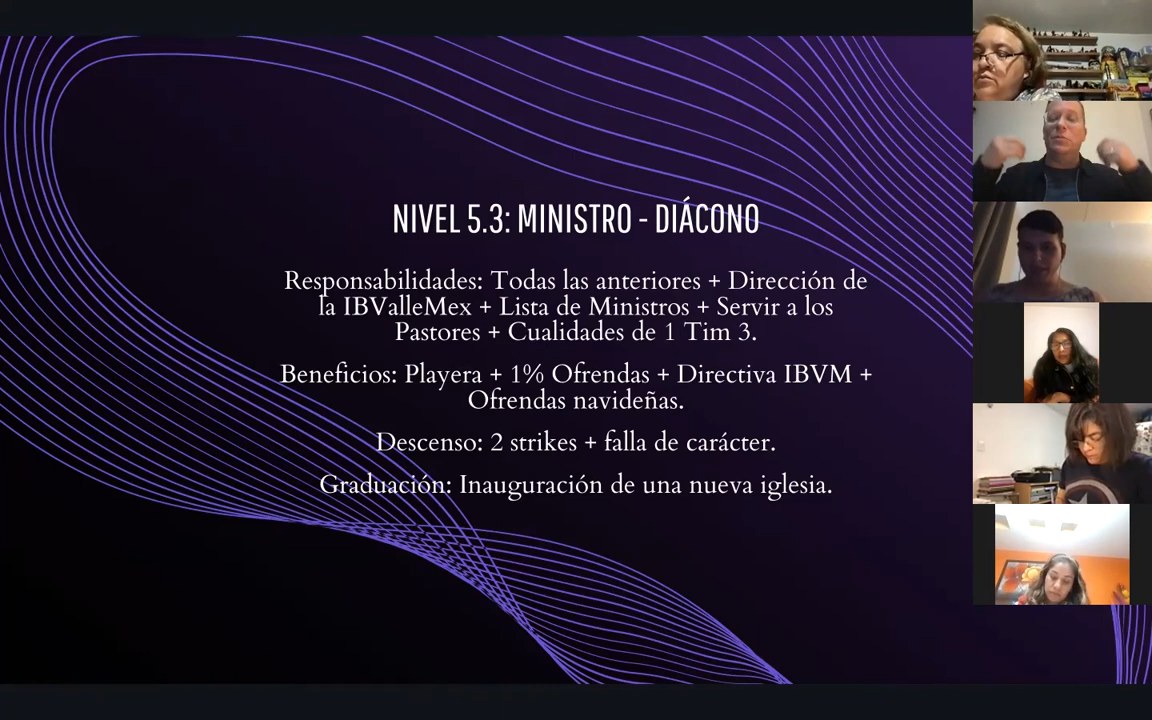 NIVEL 5.3: MINISTRO - DIÁCONO
Responsabilidades: Todas las anteriores + Dirección de
la IBValleMex + Lista de Ministros + Servir a los
Pastores + Cualidades de 1 Tim 3.
Beneficios: Playera + 1% Ofrendas + Directiva IBVM +
Ofrendas navideñas.
Descenso: 2 strikes + falla de carácter.
Graduación: Inauguración de una nueva iglesia.